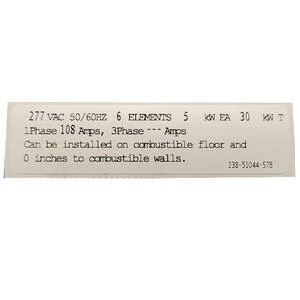 277 VAC 50/60HZ 6 ELEMENTS 5 kW EA 30 kW T
1Phase 108 Amps, 3Phase --- Amps
Can be installed on combustible floor and
0 inches to combustible walls.
238-51044-578